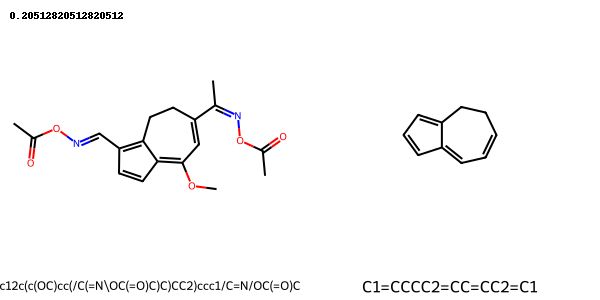 0.20512820512820512
O
N
N
O
O
O
O
c12c(c(OC)cc(/C(=N\OC(=O)C)C)CC2)ccc1/C=N/OC(=O)C
C1=CCCC2=CC=CC2=C1